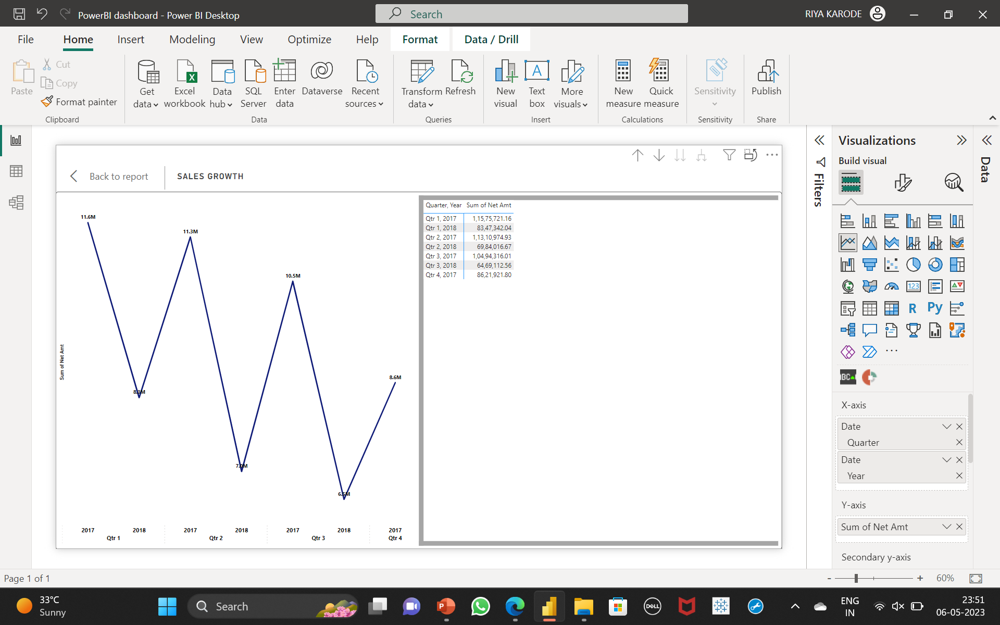 PowerBI dashboard - Power BI Desktop
Search
RIYA KARODE
File Home Insert Modeling View Optimize Help Format Data / Drill
Paste
Cut
Copy
Format painter
Clipboard
Get data
Excel workbook
Data hub
SQL Server
Enter data
Dataverse
Recent sources
Data
Transform data
Refresh
Queries
New visual
Text box
More visuals
Insert
New measure
Quick measure
Calculations
Sensitivity
Sensitivity
Publish
Share
Back to report
SALES GROWTH
Sum of Net Amt
11.6M
8.3M
11.3M
7.0M
10.5M
6.5M
8.6M
2017 2018 2017 2018 2017 2018 2017
Qtr 1 Qtr 2 Qtr 3 Qtr 4
Quarter, Year Sum of Net Amt
Qtr 1, 2017 1,15,75,721.16
Qtr 1, 2018 83,47,342.04
Qtr 2, 2017 1,13,10,974.93
Qtr 2, 2018 69,84,016.67
Qtr 3, 2017 1,04,94,316.01
Qtr 3, 2018 64,69,112.56
Qtr 4, 2017 86,21,921.80
Filters
Visualizations
Build visual
123
R Py
X-axis
Date
Quarter
Date
Year
Y-axis
Sum of Net Amt
Secondary y-axis
Data
Page 1 of 1
- + 60%
33°C
Sunny
Search
DELL
ENG
IN
23:51
06-05-2023